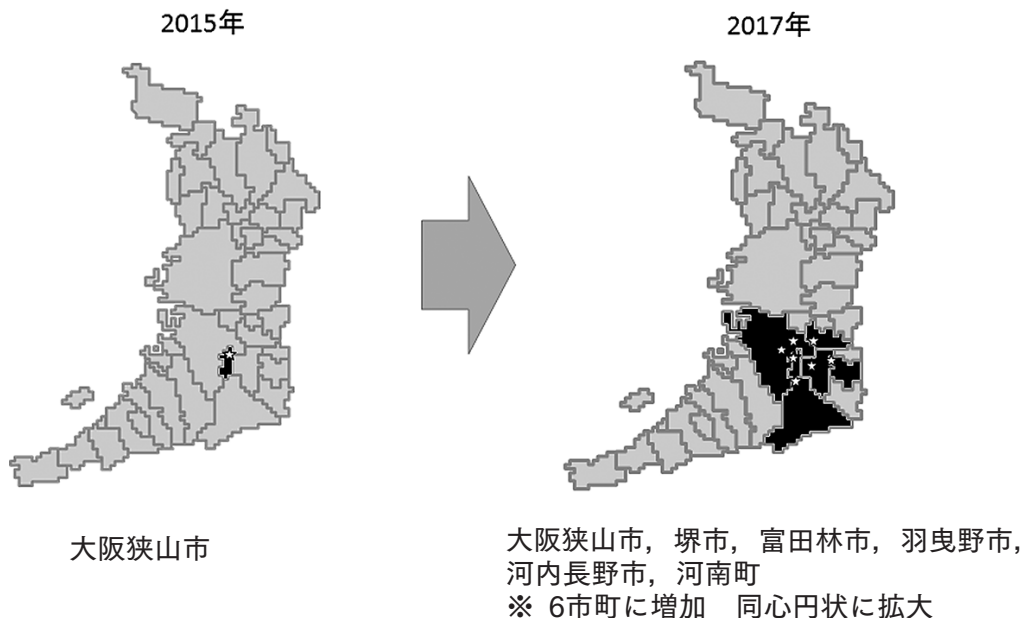 2015年
2017年
大阪狭山市
大阪狭山市，堺市，富田林市，羽曳野市，
河内長野市，河南町
※ 6市町に増加　同心円状に拡大